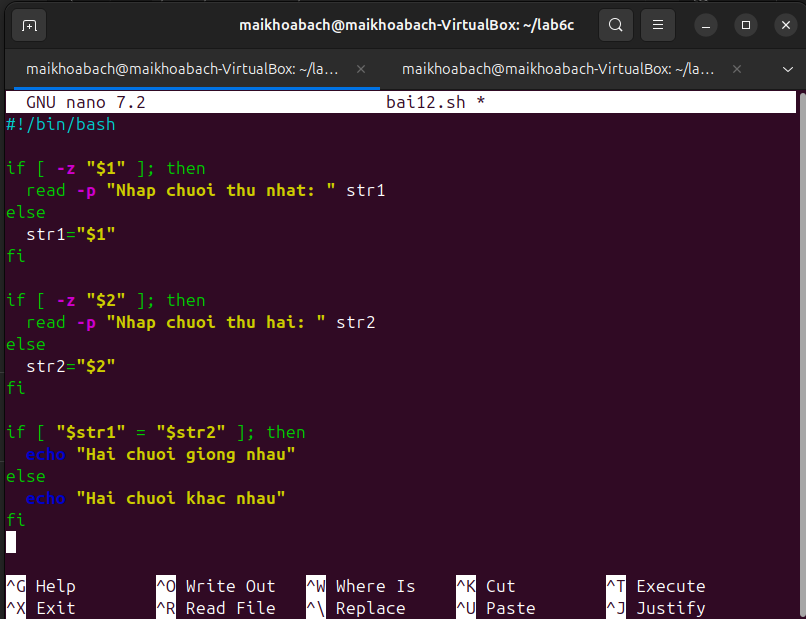 maikhoabach@maikhoabach-VirtualBox: ~/lab6c
maikhoabach@maikhoabach-VirtualBox: ~/la...
maikhoabach@maikhoabach-VirtualBox: ~/la...
GNU nano 7.2 bai12.sh *
#!/bin/bash
if [ -z "$1" ]; then
  read -p "Nhap chuoi thu nhat: " str1
else
  str1="$1"
fi
if [ -z "$2" ]; then
  read -p "Nhap chuoi thu hai: " str2
else
  str2="$2"
fi
if [ "$str1" = "$str2" ]; then
  echo "Hai chuoi giong nhau"
else
  echo "Hai chuoi khac nhau"
fi
^G Help ^O Write Out ^W Where Is ^K Cut ^T Execute
^X Exit ^R Read File ^\ Replace ^U Paste ^J Justify